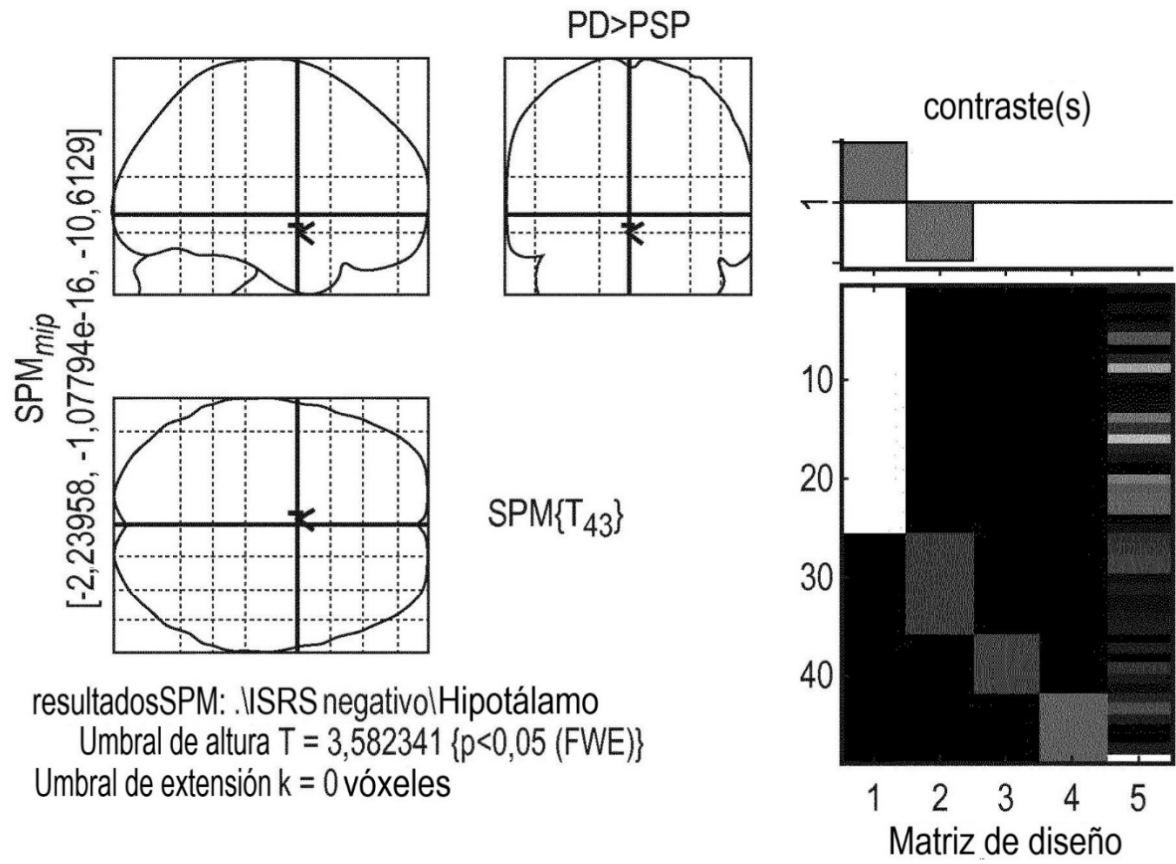 PD>PSP
SPMmip
[-2,23958, -1,07794e-16, -10,6129]
SPM{T43}
resultadosSPM: .\ISRS negativo\Hipotálamo
Umbral de altura T = 3,582341 {p<0,05 (FWE)}
Umbral de extensión k = 0 vóxeles
contraste(s)
1
10
20
30
40
1 2 3 4 5
Matriz de diseño